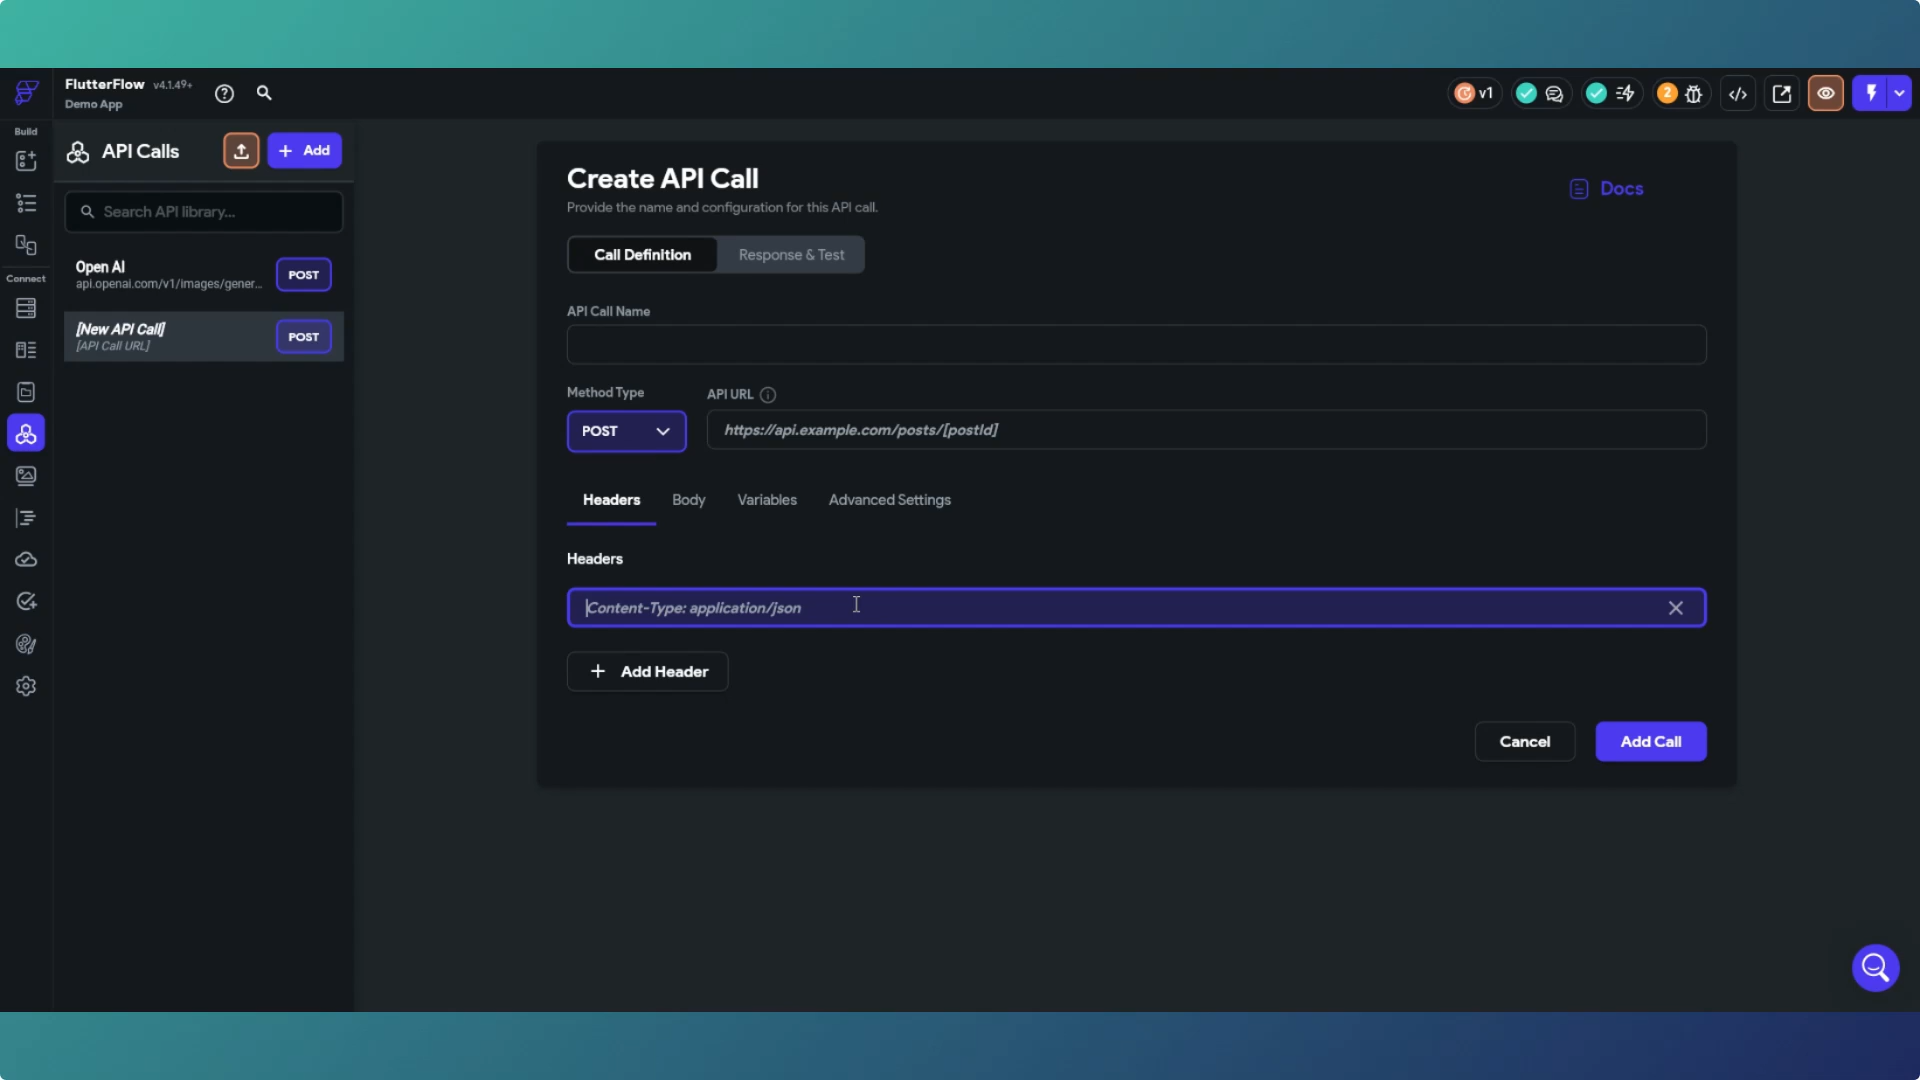 FlutterFlow v4.1.49+
Demo App
v1
2
Build
Connect
API Calls
+ Add
Search API library...
Open AI
api.openai.com/v1/images/gener...
POST
[New API Call]
[API Call URL]
POST
Create API Call
Provide the name and configuration for this API call.
Docs
Call Definition Response & Test
API Call Name
Method Type API URL
POST https://api.example.com/posts/[postId]
Headers Body Variables Advanced Settings
Headers
Content-Type: application/json
+ Add Header
Cancel Add Call